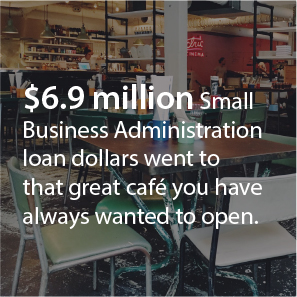 $6.9 million Small
Business Administration
loan dollars went to
that great café you have
always wanted to open.